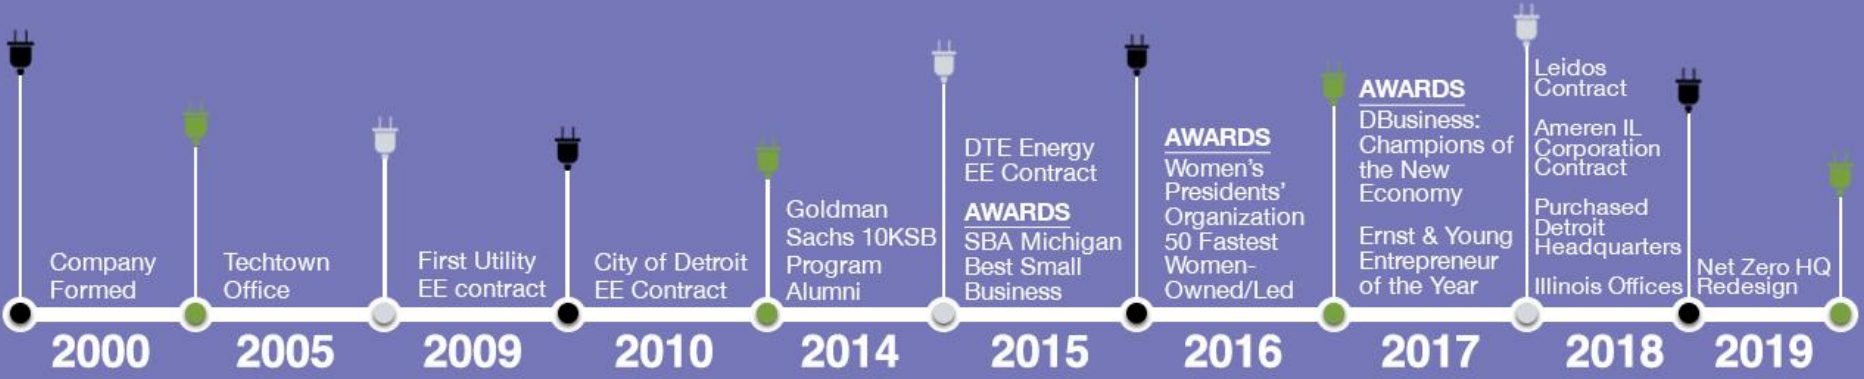 Company
Formed
2000
Techtown
Office
2005
First Utility
EE contract
2009
City of Detroit
EE Contract
2010
Goldman
Sachs 10KSB
Program
Alumni
2014
DTE Energy
EE Contract
AWARDS
SBA Michigan
Best Small
Business
2015
AWARDS
Women's
Presidents'
Organization
50 Fastest
Women-
Owned/Led
2016
AWARDS
DBusiness:
Champions of
the New
Economy
Ernst & Young
Entrepreneur
of the Year
2017
Leidos
Contract
Ameren IL
Corporation
Contract
Purchased
Detroit
Headquarters
Illinois Offices
2018
Net Zero HQ
Redesign
2019